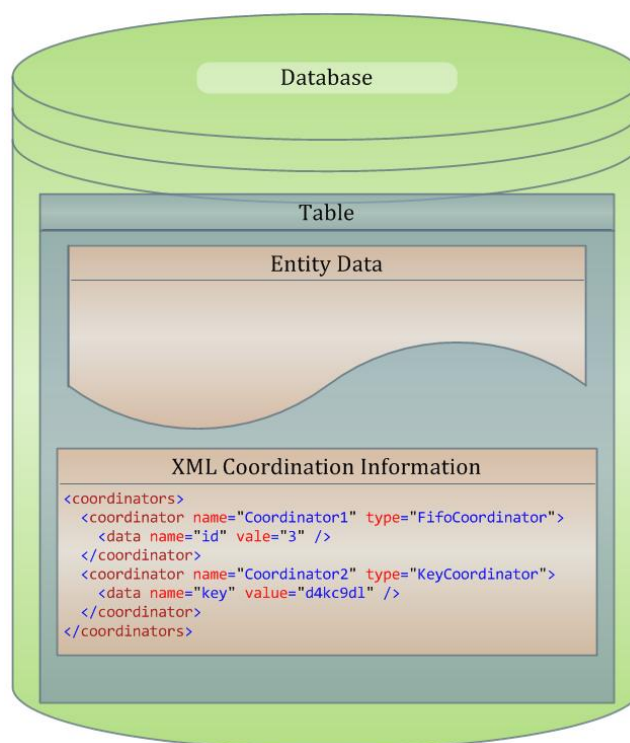 Database
Table
Entity Data
XML Coordination Information
<coordinators>
<coordinator name="Coordinator1" type="FifoCoordinator">
<data name="id" vale="3" />
</coordinator>
<coordinator name="Coordinator2" type="KeyCoordinator">
<data name="key" value="d4kc9dl" />
</coordinator>
</coordinators>